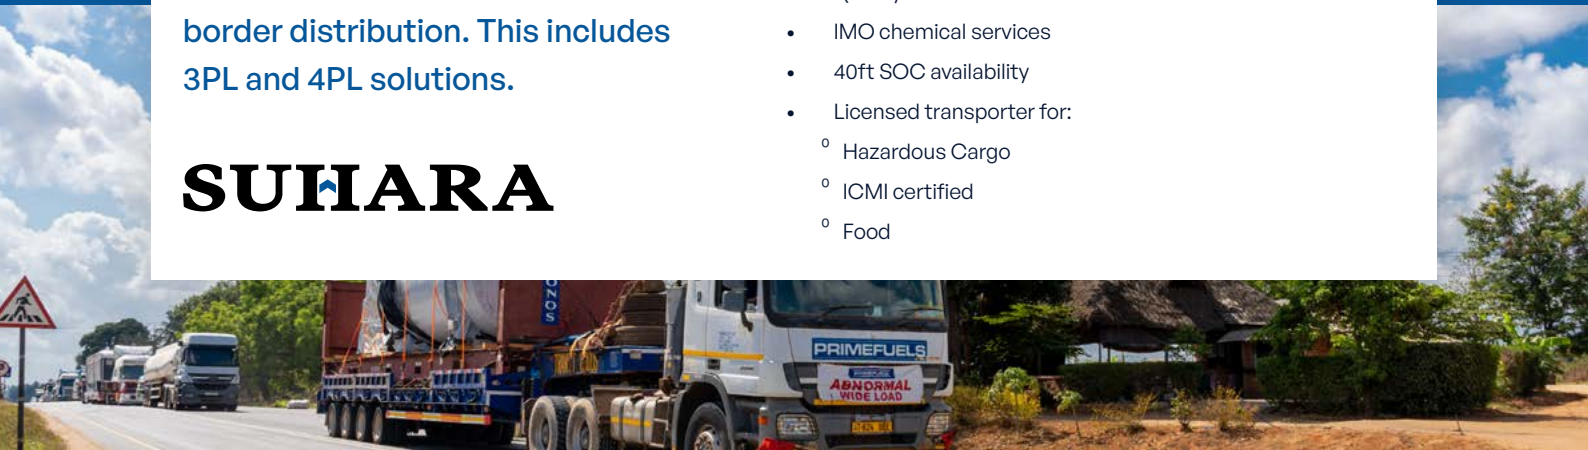 border distribution. This includes
3PL and 4PL solutions.
SUHARA
• IMO chemical services
• 40ft SOC availability
• Licensed transporter for:
o Hazardous Cargo
o ICMI certified
o Food
ONOS
PRIMEFUELS
ABNORMAL
WIDE LOAD